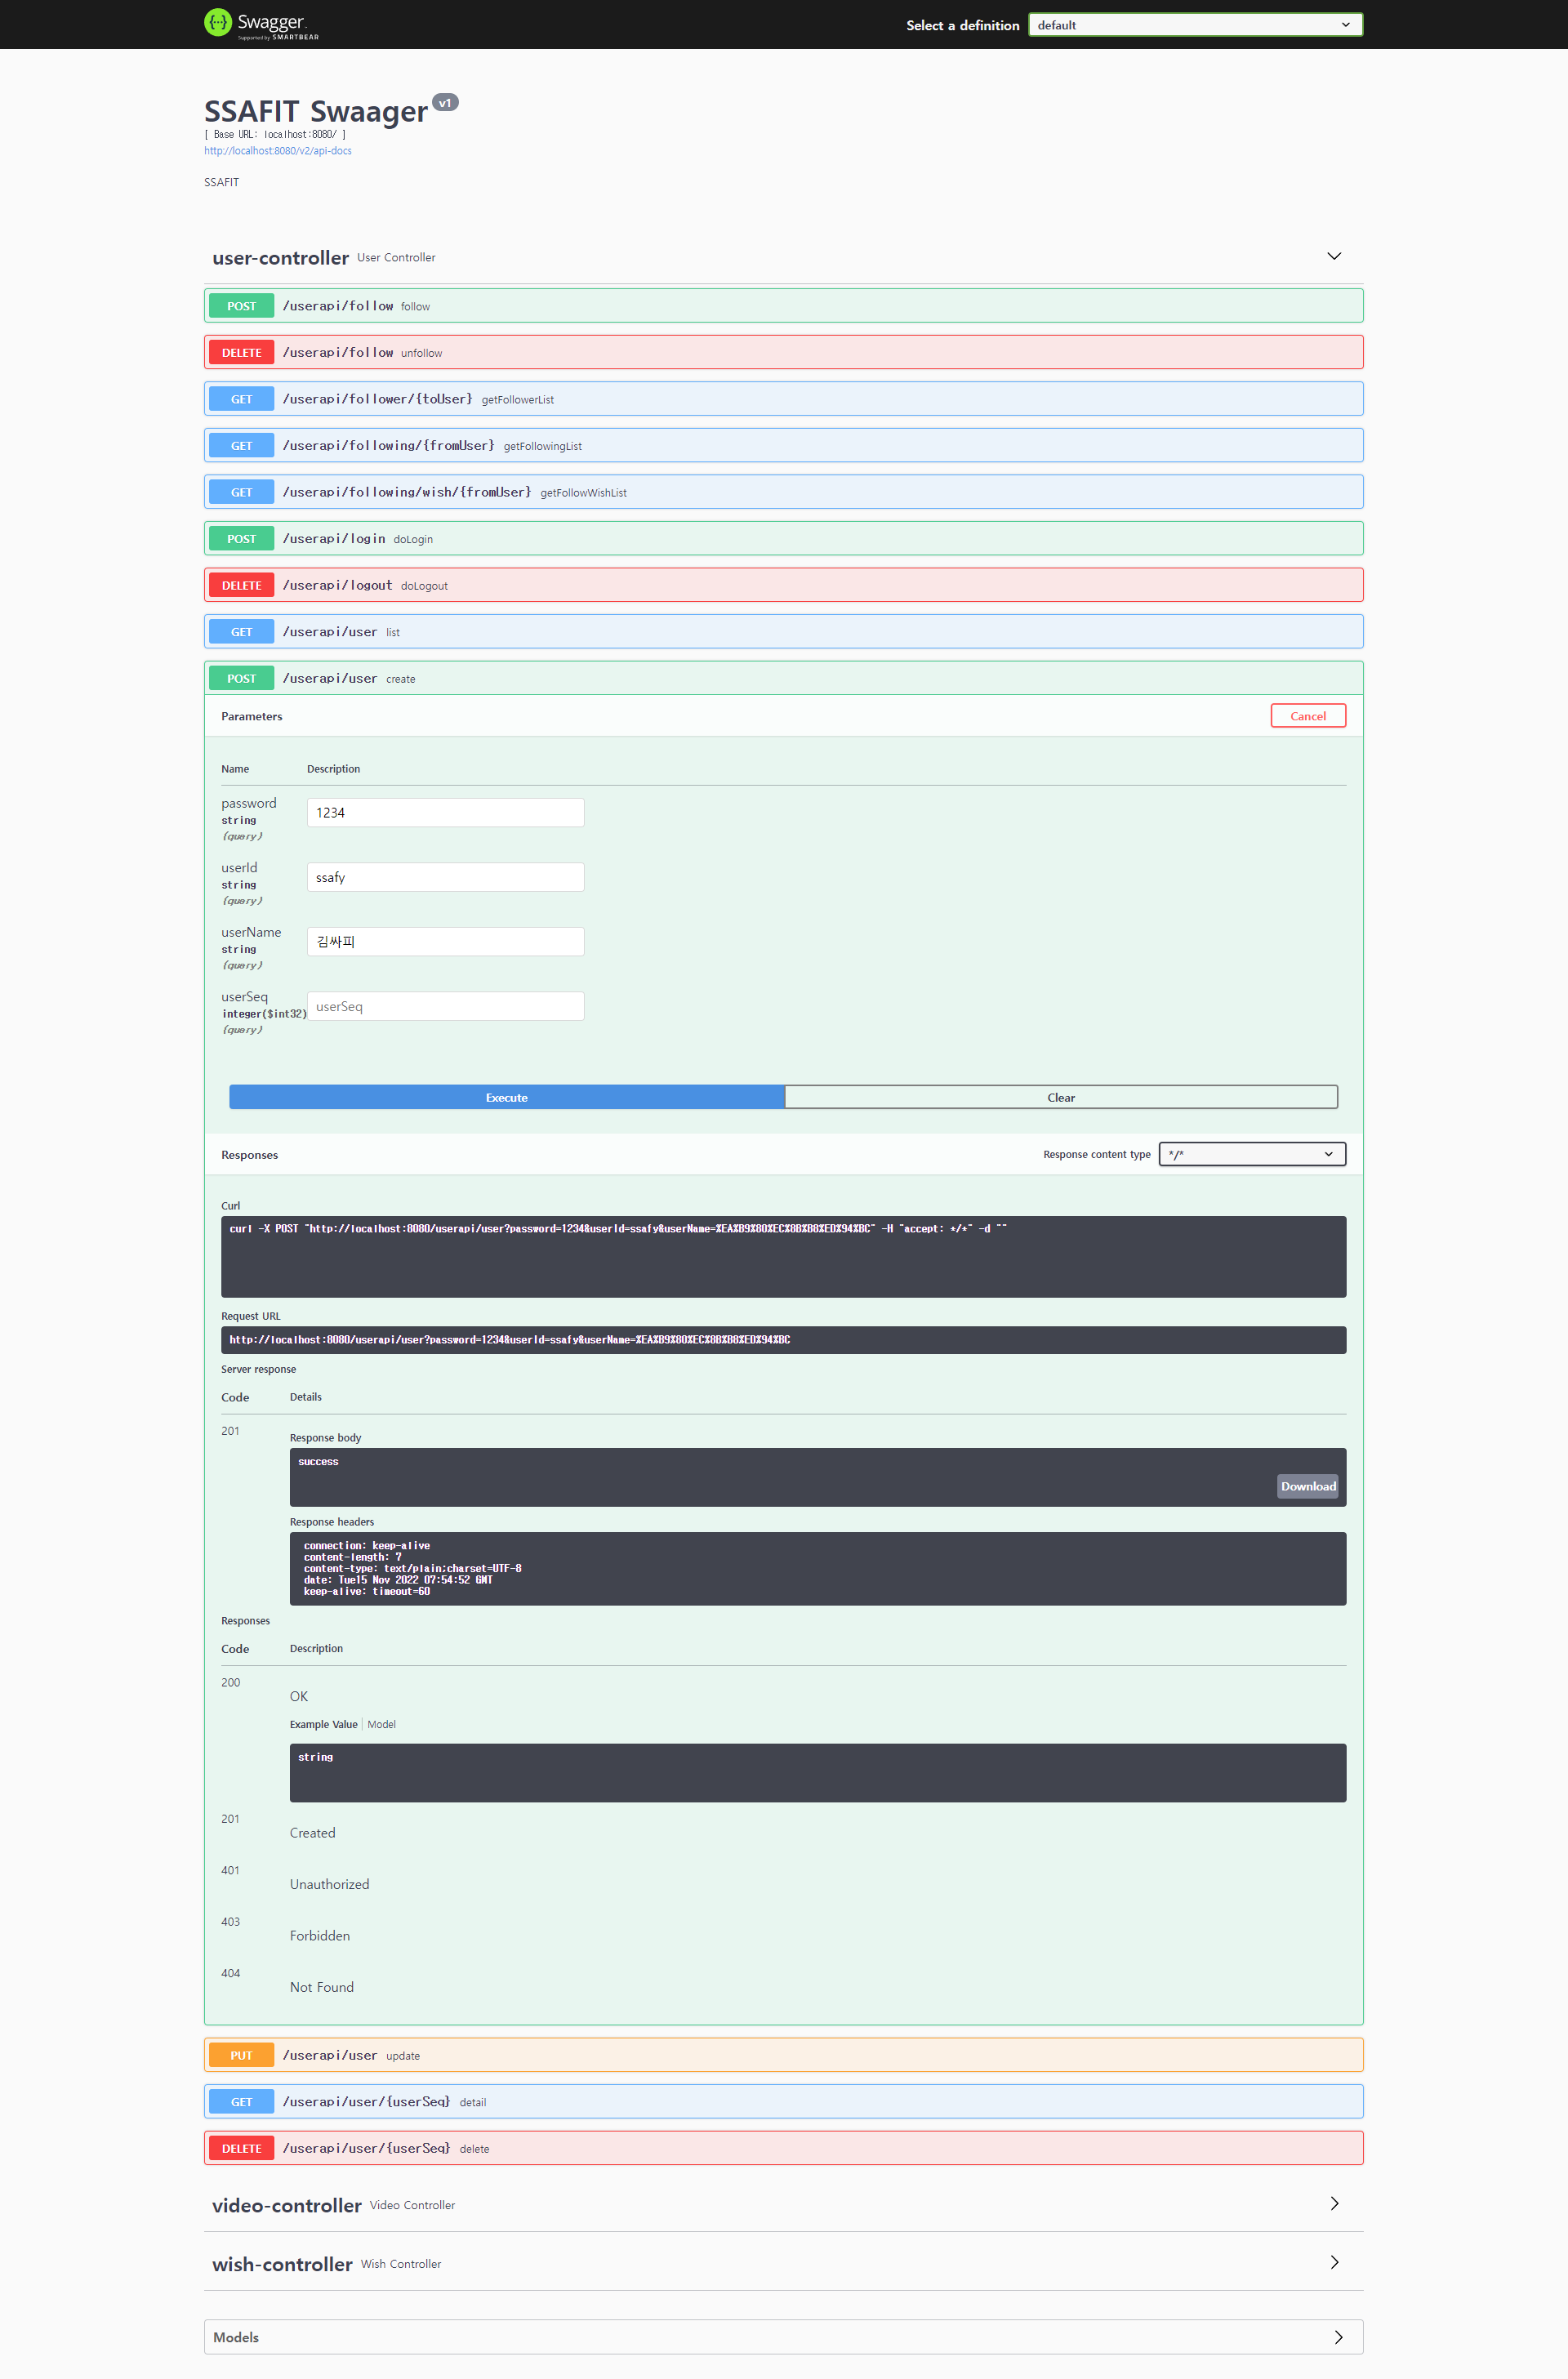 Swagger.
Supported by SMARTBEAR
Select a definition
default
SSAFIT Swaager v1
[ Base URL: localhost:8080/ ]
http://localhost:8080/v2/api-docs
SSAFIT
user-controller User Controller
POST /userapi/follow follow
DELETE /userapi/follow unfollow
GET /userapi/follower/{toUser} getFollowerList
GET /userapi/following/{fromUser} getFollowingList
GET /userapi/following/wish/{fromUser} getFollowWishList
POST /userapi/login doLogin
DELETE /userapi/logout doLogout
GET /userapi/user list
POST /userapi/user create
Parameters Cancel
Name Description
password
string
(query)
1234
userId
string
(query)
ssafy
userName
string
(query)
김싸피
userSeq
integer($int32)
(query)
userSeq
Execute Clear
Responses Response content type */*
Curl
curl -X POST "http://localhost:8080/userapi/user?password=1234&userId=ssafy&userName=%EA%B9%80%EC%8B%B8%ED%94%BC" -H "accept: */*" -d ""
Request URL
http://localhost:8080/userapi/user?password=1234&userId=ssafy&userName=%EA%B9%80%EC%8B%B8%ED%94%BC
Server response
Code Details
201
Response body
success
Download
Response headers
connection: keep-alive
content-length: 7
content-type: text/plain;charset=UTF-8
date: Tue15 Nov 2022 07:54:52 GMT
keep-alive: timeout=60
Responses
Code Description
200
OK
Example Value Model
string
201
Created
401
Unauthorized
403
Forbidden
404
Not Found
PUT /userapi/user update
GET /userapi/user/{userSeq} detail
DELETE /userapi/user/{userSeq} delete
video-controller Video Controller
wish-controller Wish Controller
Models